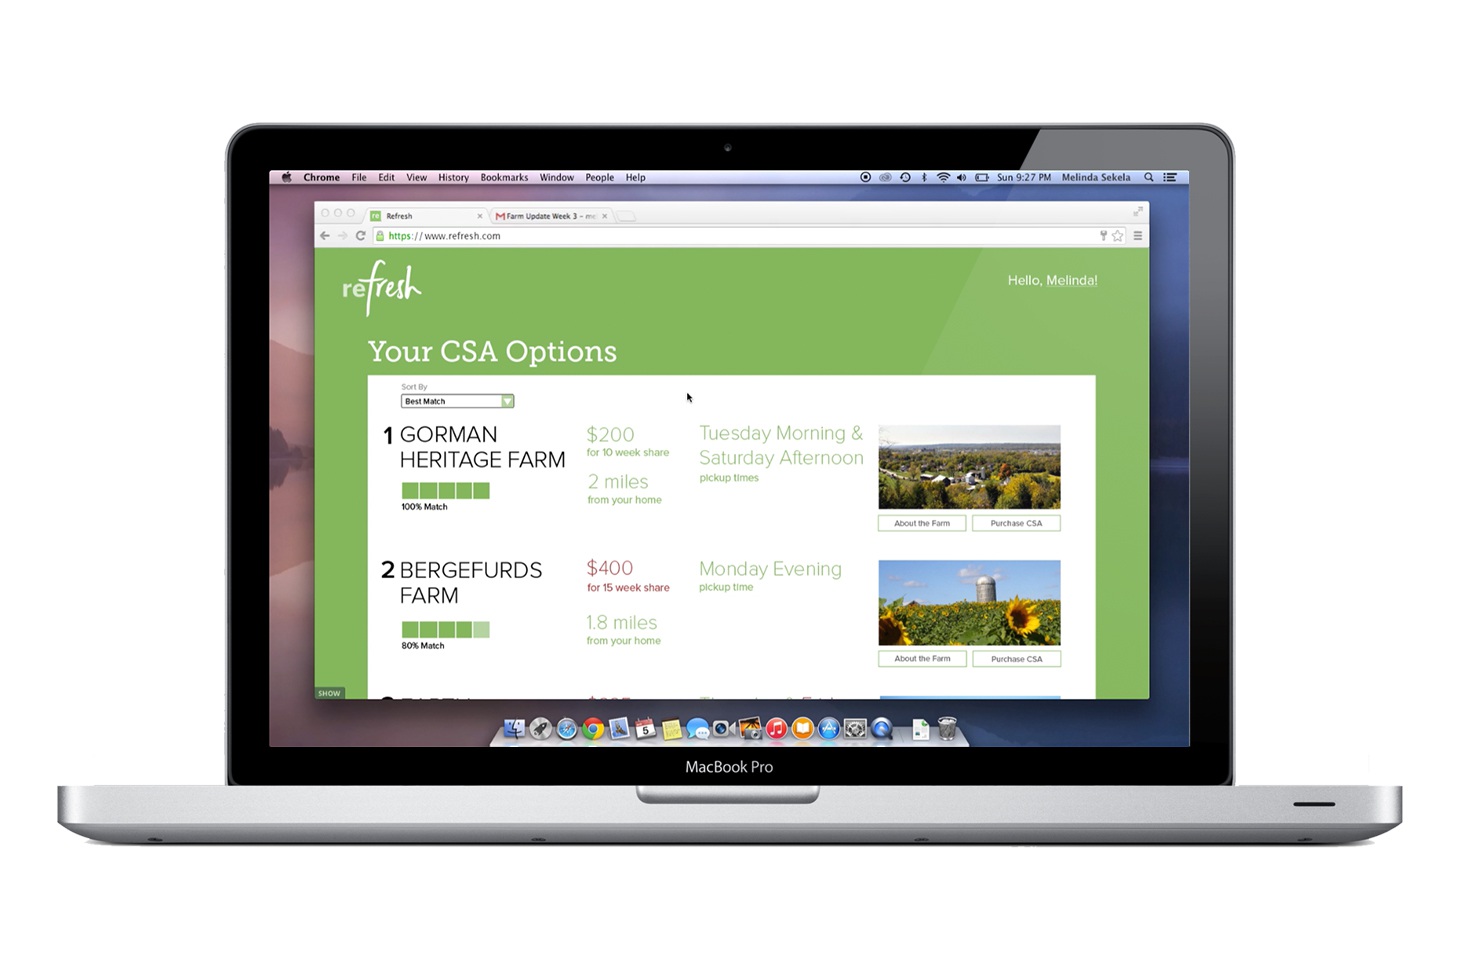 Chrome File Edit View History Bookmarks Window People Help Sun 9:27 PM Melinda Sekela
re Refresh Farm Update Week 3 – me
https://www.refresh.com
refresh
Hello, Melinda!
Your CSA Options
Sort By
Best Match
1 GORMAN
HERITAGE FARM
100% Match
$200
for 10 week share
2 miles
from your home
Tuesday Morning &
Saturday Afternoon
pickup times
About the Farm
Purchase CSA
2 BERGEFURDS
FARM
80% Match
$400
for 15 week share
1.8 miles
from your home
Monday Evening
pickup time
About the Farm
Purchase CSA
SHOW
5
MacBook Pro